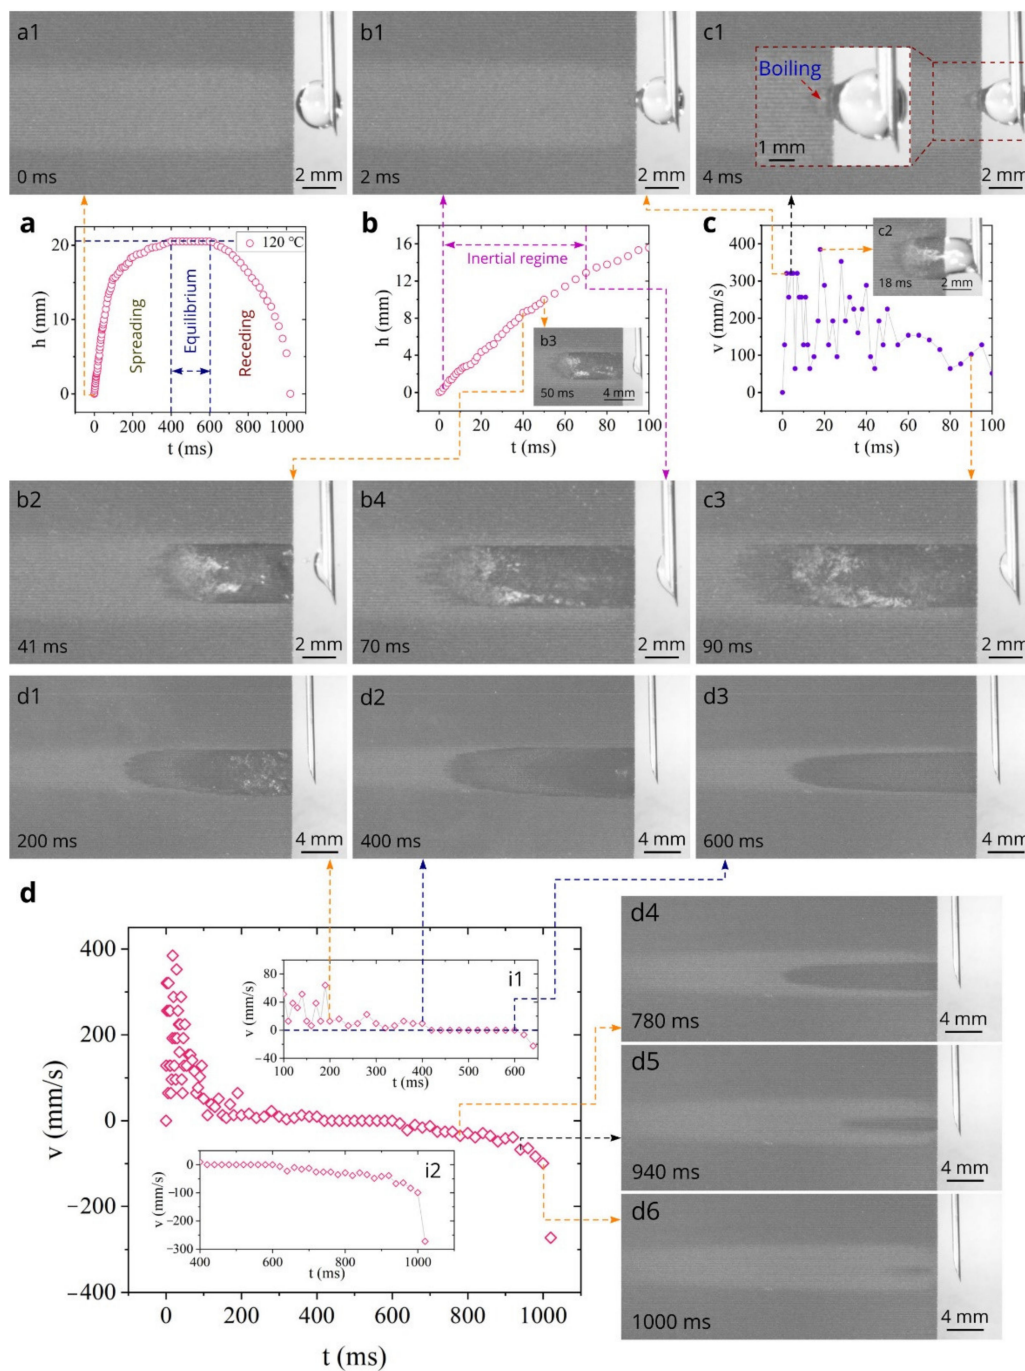 a1
b1
c1
Boiling
1 mm
0 ms
2 mm
2 ms
2 mm
4 ms
2 mm
a
120 °C
h (mm)
20
10
0
Spreading
Equilibrium
Receding
0 200 400 600 800 1000
t (ms)
b
h (mm)
16
12
8
4
0
Inertial regime
b3
50 ms
4 mm
0 20 40 60 80 100
t (ms)
c
v (mm/s)
400
300
200
100
0
c2
18 ms
2 mm
0 20 40 60 80 100
t (ms)
b2
41 ms
2 mm
b4
70 ms
2 mm
c3
90 ms
2 mm
d1
200 ms
4 mm
d2
400 ms
4 mm
d3
600 ms
4 mm
d
v (mm/s)
400
200
0
−200
−400
i1
v (mm/s)
80
40
0
−40
100 200 300 400 500 600
t (ms)
i2
v (mm/s)
0
−100
−200
−300
400 600 800 1000
t (ms)
0 200 400 600 800 1000
t (ms)
d4
780 ms
4 mm
d5
940 ms
4 mm
d6
1000 ms
4 mm